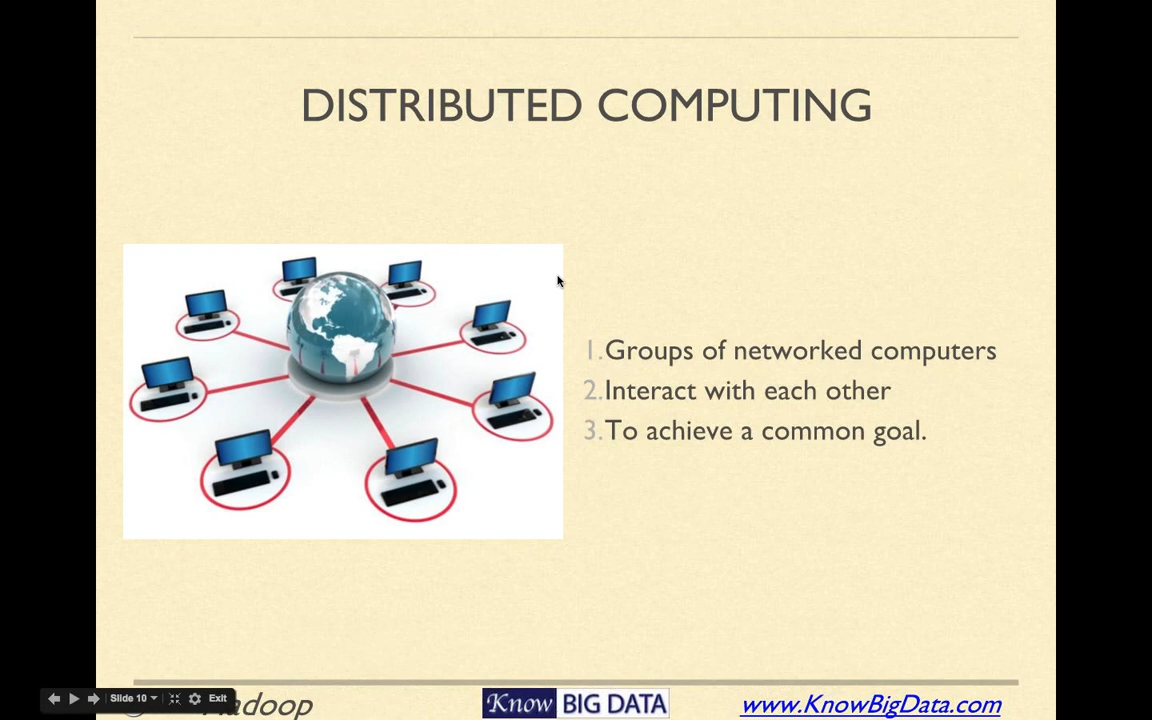 DISTRIBUTED COMPUTING
1.Groups of networked computers
2.Interact with each other
3.To achieve a common goal.
Slide 10
Exit
Know BIG DATA
www.KnowBigData.com